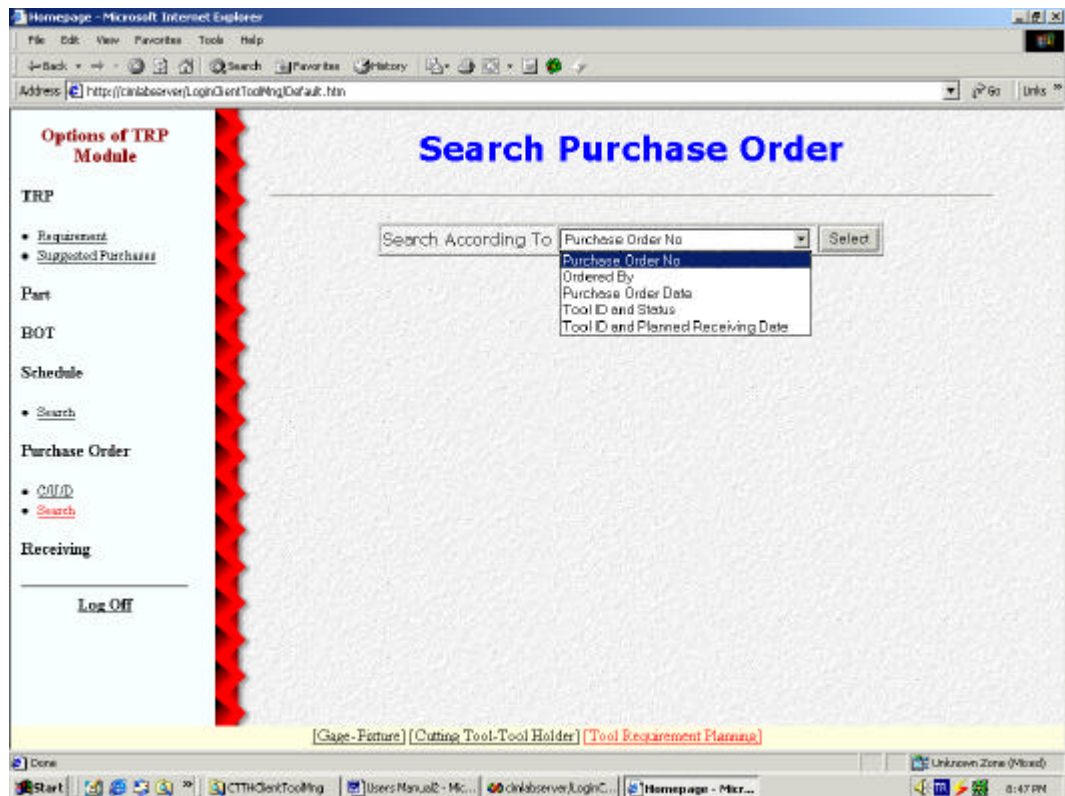 Homepage - Microsoft Internet Explorer
File Edit View Favorites Tools Help
Back Search Favorites History
Address http://cimlabserver/LoginClientToolMng/Default.htm Go Links »
Options of TRP
Module
TRP
Requirement
Suggested Purchases
Part
BOT
Schedule
Search
Purchase Order
C/U/D
Search
Receiving
Log Off
Search Purchase Order
Search According To Purchase Order No Select
Purchase Order No
Ordered By
Purchase Order Date
Tool ID and Status
Tool ID and Planned Receiving Date
[Gage-Fixture] [Cutting Tool-Tool Holder] [Tool Requirement Planning]
Done Unknown Zone (Mixed)
Start » CTTHClientToolMng Users Manual2 - Mic... cimlabserver/LoginC... Homepage - Micr... 8:47 PM